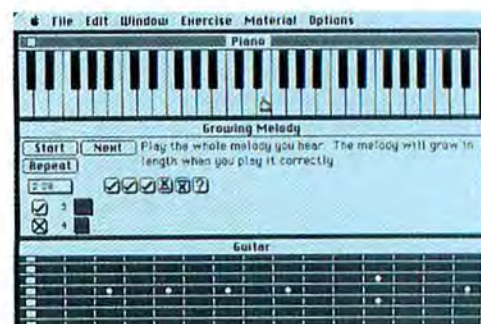 File Edit Window Exercise Material Options
Piano
Growing Melody
Start Next Play the whole melody you hear. The melody will grow in
Repeat length when you play it correctly
?
3
4
Guitar